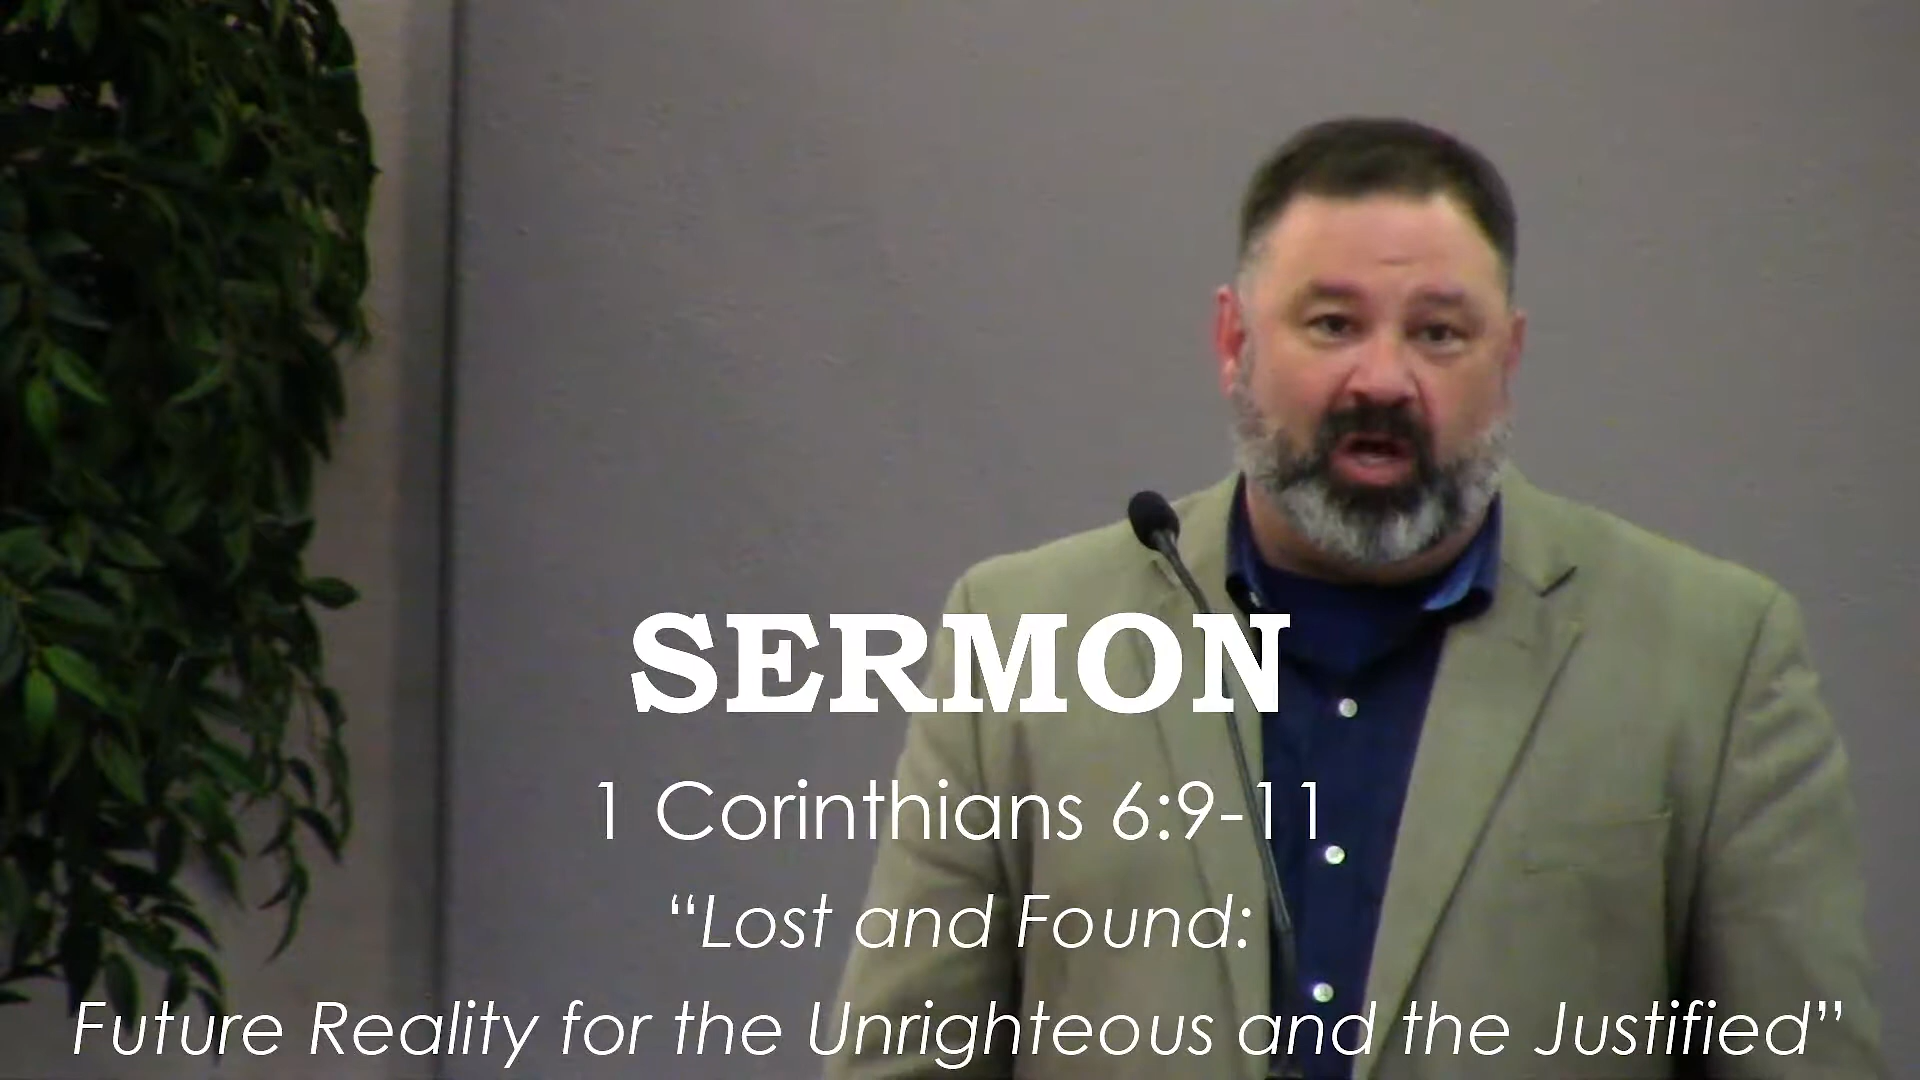 SERMON
1 Corinthians 6:9-11
“Lost and Found:
Future Reality for the Unrighteous and the Justified”